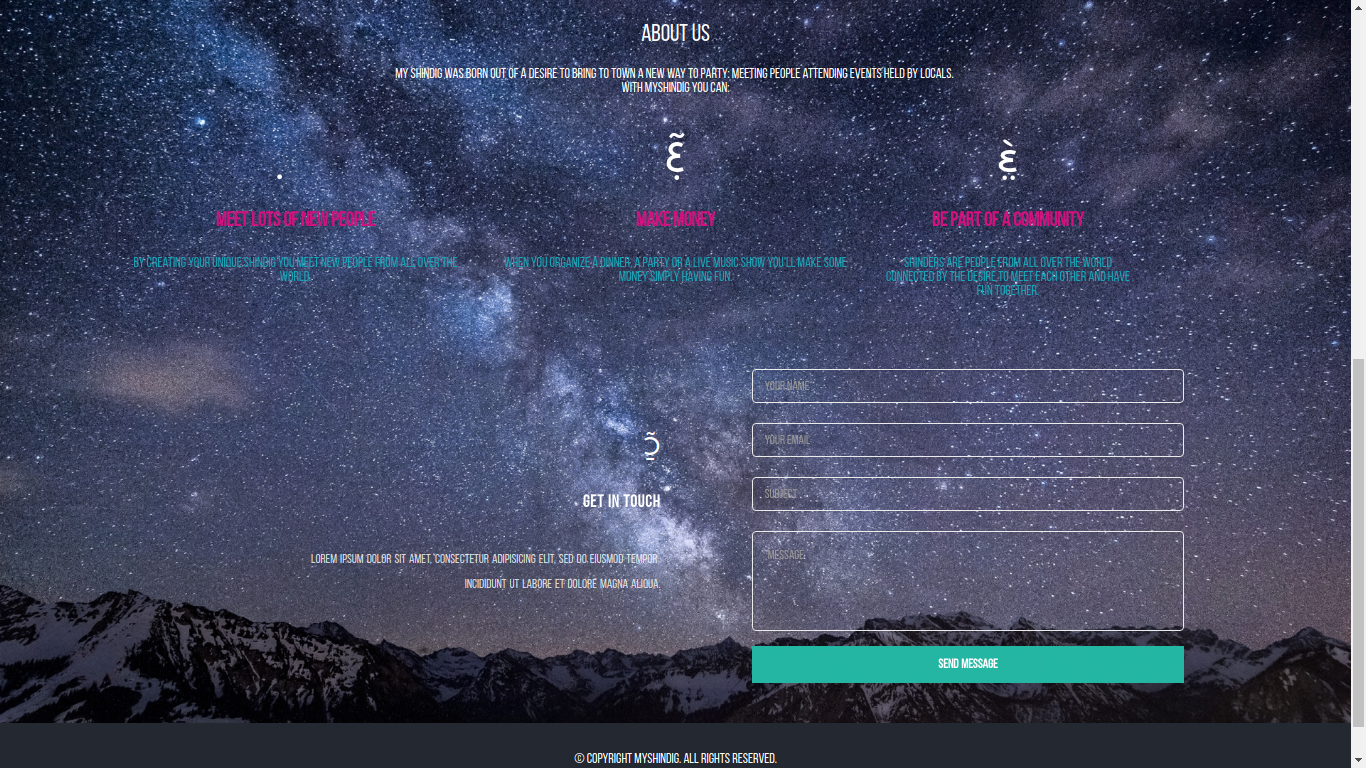 ABOUT US
MY SHINDIG WAS BORN OUT OF A DESIRE TO BRING TO TOWN A NEW WAY TO PARTY: MEETING PEOPLE ATTENDING EVENTS HELD BY LOCALS.
WITH MYSHINDIG YOU CAN:
MEET LOTS OF NEW PEOPLE
BY CREATING YOUR UNIQUE SHINDIG YOU MEET NEW PEOPLE FROM ALL OVER THE
WORLD.
MAKE MONEY
WHEN YOU ORGANIZE A DINNER, A PARTY OR A LIVE MUSIC SHOW YOU'LL MAKE SOME
MONEY SIMPLY HAVING FUN.
BE PART OF A COMMUNITY
SHINDERS ARE PEOPLE FROM ALL OVER THE WORLD
CONNECTED BY THE DESIRE TO MEET EACH OTHER AND HAVE
FUN TOGETHER.
GET IN TOUCH
LOREM IPSUM DOLOR SIT AMET, CONSECTETUR ADIPISICING ELIT, SED DO EIUSMOD TEMPOR
INCIDIDUNT UT LABORE ET DOLORE MAGNA ALIQUA.
YOUR NAME
YOUR EMAIL
SUBJECT
MESSAGE
SEND MESSAGE
© COPYRIGHT MYSHINDIG. ALL RIGHTS RESERVED.